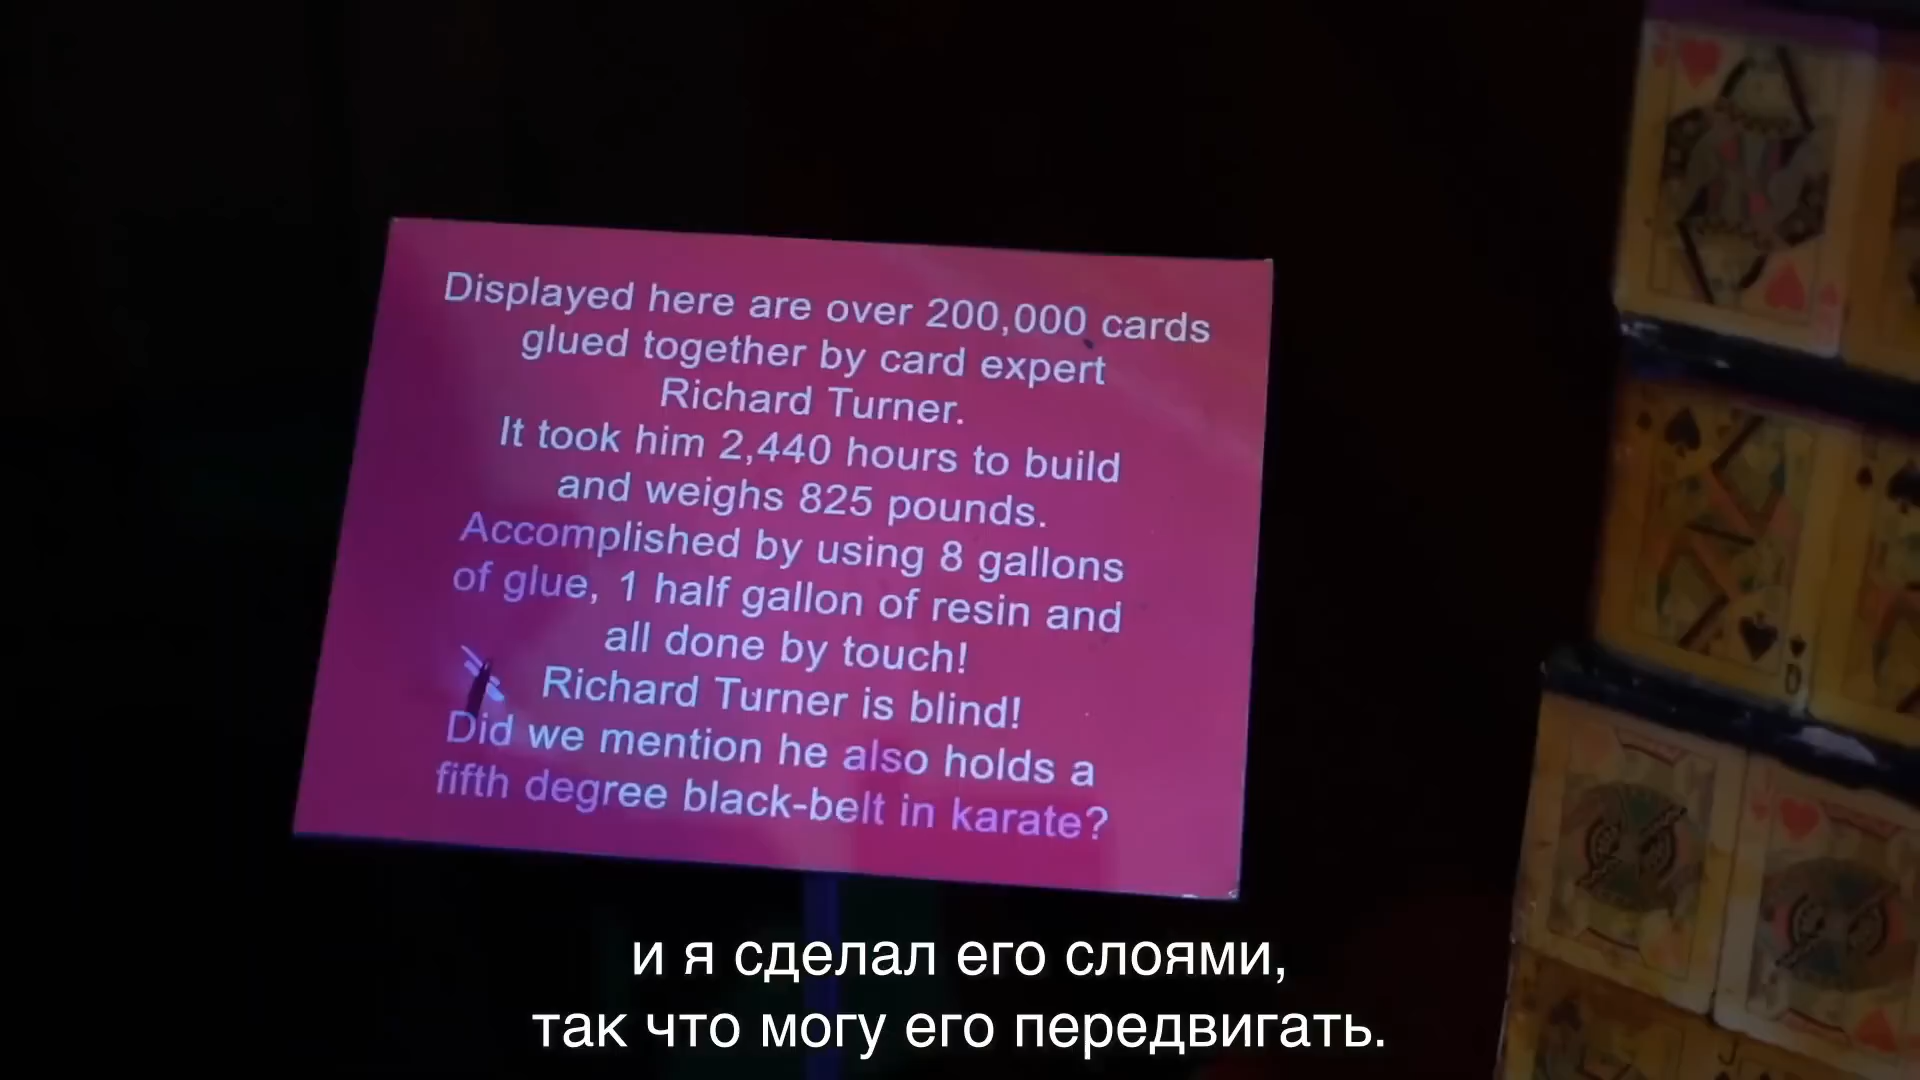 Displayed here are over 200,000 cards
glued together by card expert
Richard Turner.
It took him 2,440 hours to build
and weighs 825 pounds.
Accomplished by using 8 gallons
of glue, 1 half gallon of resin and
all done by touch!
Richard Turner is blind!
Did we mention he also holds a
fifth degree black-belt in karate?
и я сделал его слоями,
так что могу его передвигать.